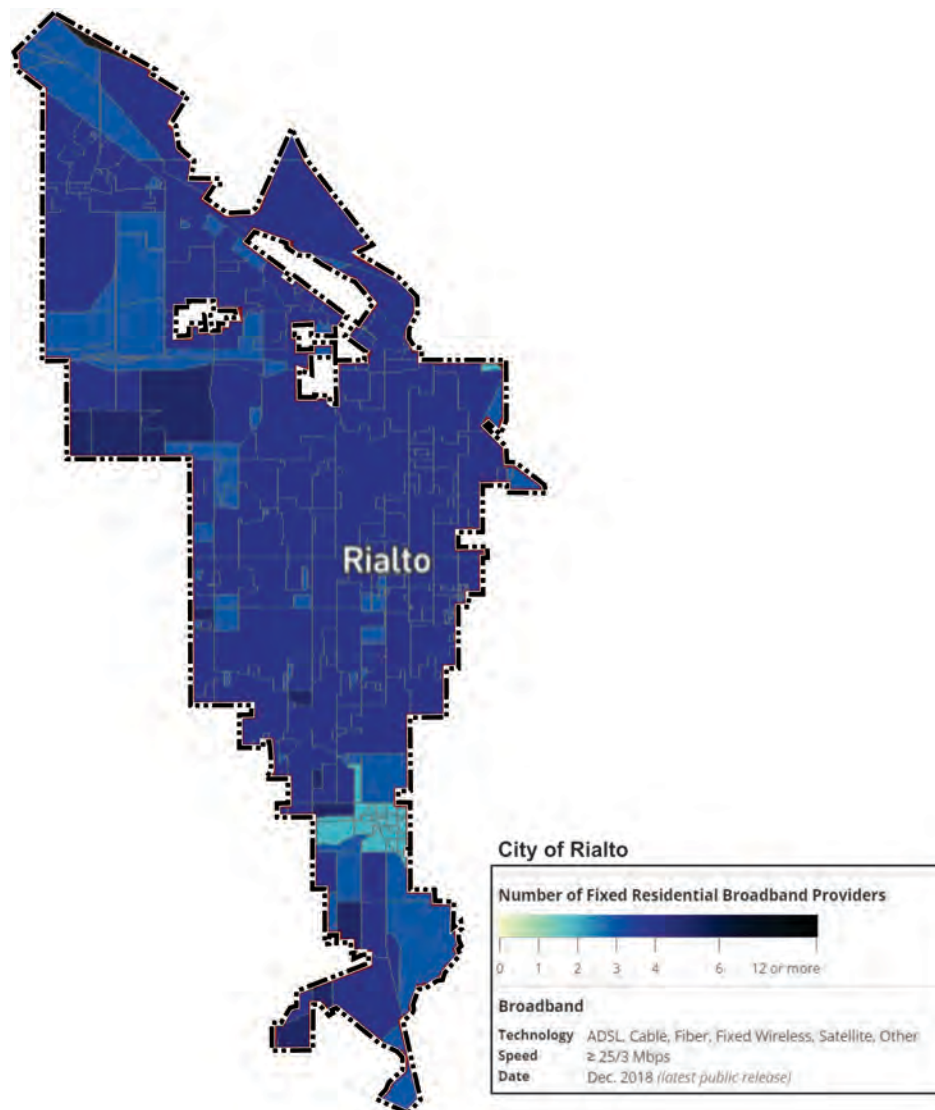 Rialto
City of Rialto
Number of Fixed Residential Broadband Providers
0 1 2 3 4 6 12 or more
Broadband
Technology ADSL, Cable, Fiber, Fixed Wireless, Satellite, Other
Speed ≥ 25/3 Mbps
Date Dec. 2018 (latest public release)